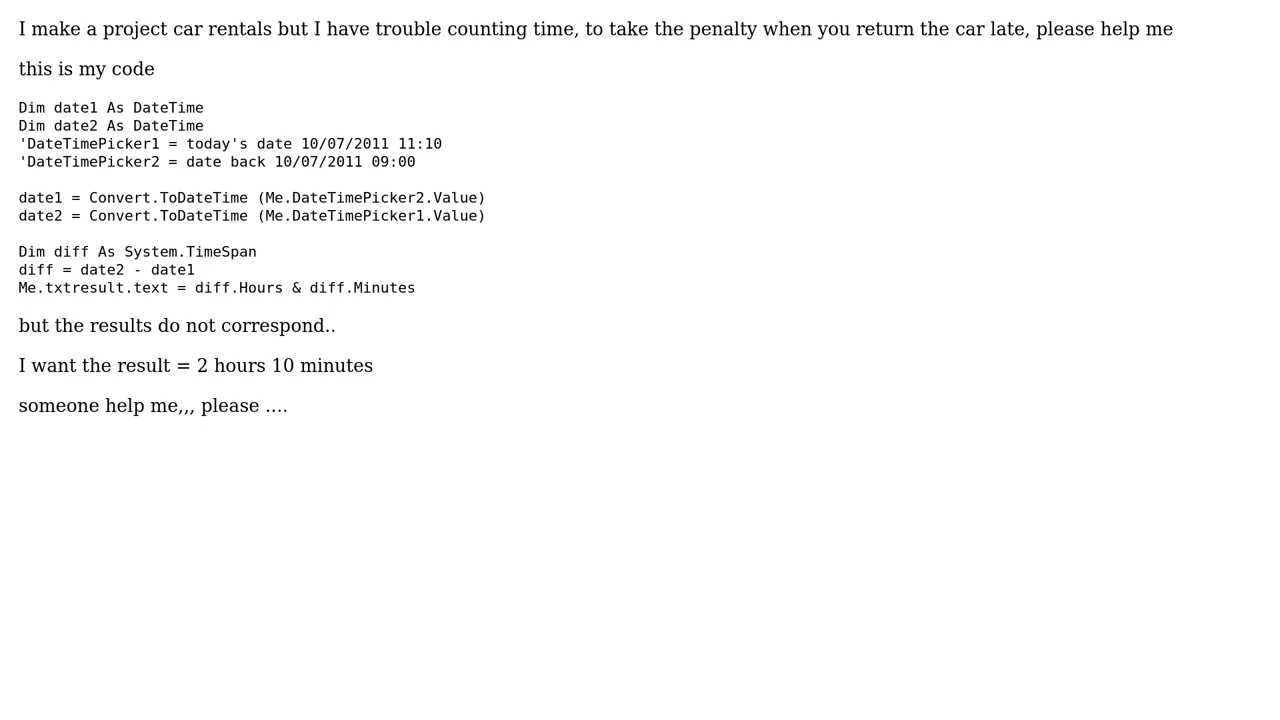 I make a project car rentals but I have trouble counting time, to take the penalty when you return the car late, please help me
this is my code
Dim date1 As DateTime
Dim date2 As DateTime
'DateTimePicker1 = today's date 10/07/2011 11:10
'DateTimePicker2 = date back 10/07/2011 09:00
date1 = Convert.ToDateTime (Me.DateTimePicker2.Value)
date2 = Convert.ToDateTime (Me.DateTimePicker1.Value)
Dim diff As System.TimeSpan
diff = date2 - date1
Me.txtresult.text = diff.Hours & diff.Minutes
but the results do not correspond..
I want the result = 2 hours 10 minutes
someone help me,,, please ....